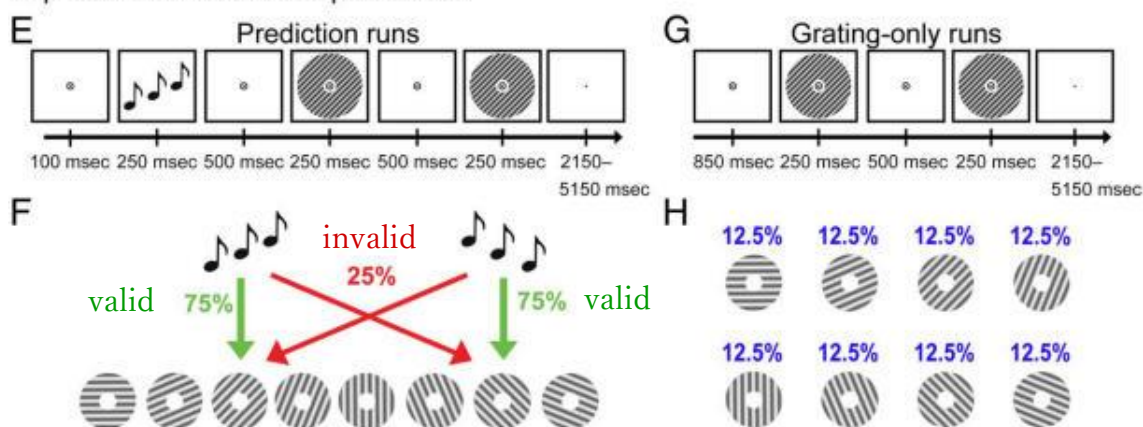 E
Prediction runs
100 msec 250 msec 500 msec 250 msec 500 msec 250 msec 2150–
5150 msec
G
Grating-only runs
850 msec 250 msec 500 msec 250 msec 2150–
5150 msec
F
invalid
25%
valid 75%
75% valid
H
12.5% 12.5% 12.5% 12.5%
12.5% 12.5% 12.5% 12.5%